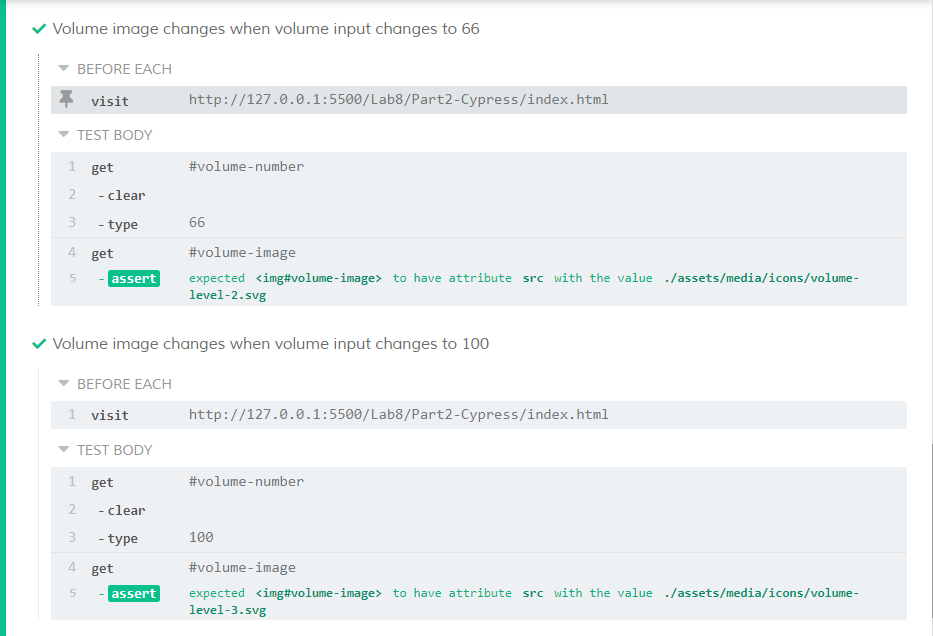 Volume image changes when volume input changes to 66
BEFORE EACH
visit http://127.0.0.1:5500/Lab8/Part2-Cypress/index.html
TEST BODY
1 get #volume-number
2 -clear
3 -type 66
4 get #volume-image
5 -assert expected <img#volume-image> to have attribute src with the value ./assets/media/icons/volume-
level-2.svg
Volume image changes when volume input changes to 100
BEFORE EACH
1 visit http://127.0.0.1:5500/Lab8/Part2-Cypress/index.html
TEST BODY
1 get #volume-number
2 -clear
3 -type 100
4 get #volume-image
5 -assert expected <img#volume-image> to have attribute src with the value ./assets/media/icons/volume-
level-3.svg